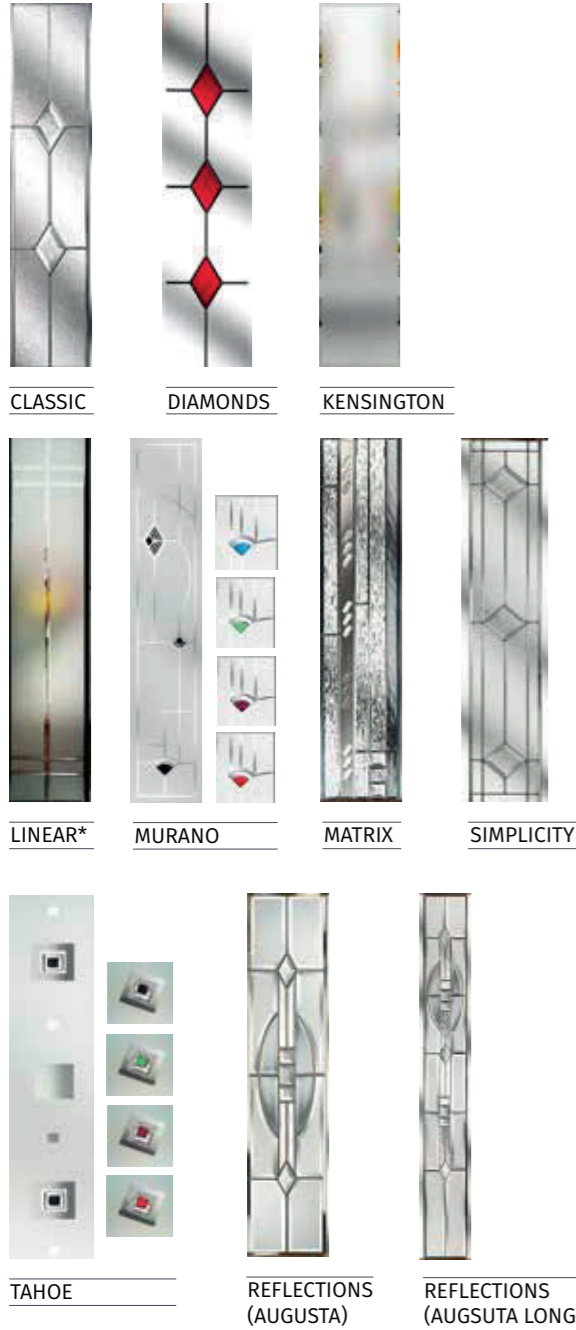 CLASSIC
DIAMONDS
KENSINGTON
LINEAR*
MURANO
MATRIX
SIMPLICITY
TAHOE
REFLECTIONS
(AUGUSTA)
REFLECTIONS
(AUGSUTA LONG